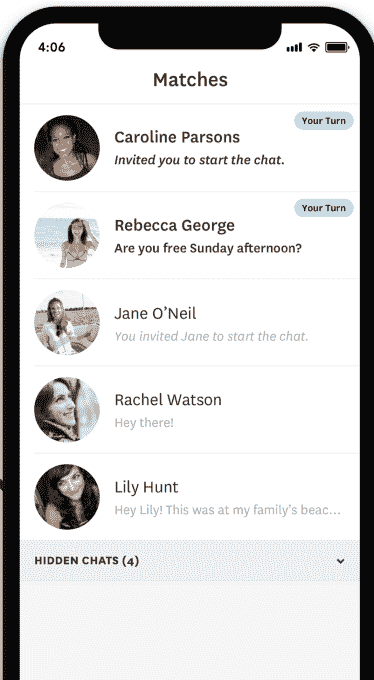 4:06
Matches
Your Turn
Caroline Parsons
Invited you to start the chat.
Your Turn
Rebecca George
Are you free Sunday afternoon?
Jane O’Neil
You invited Jane to start the chat.
Rachel Watson
Hey there!
Lily Hunt
Hey Lily! This was at my family’s beac...
HIDDEN CHATS (4)